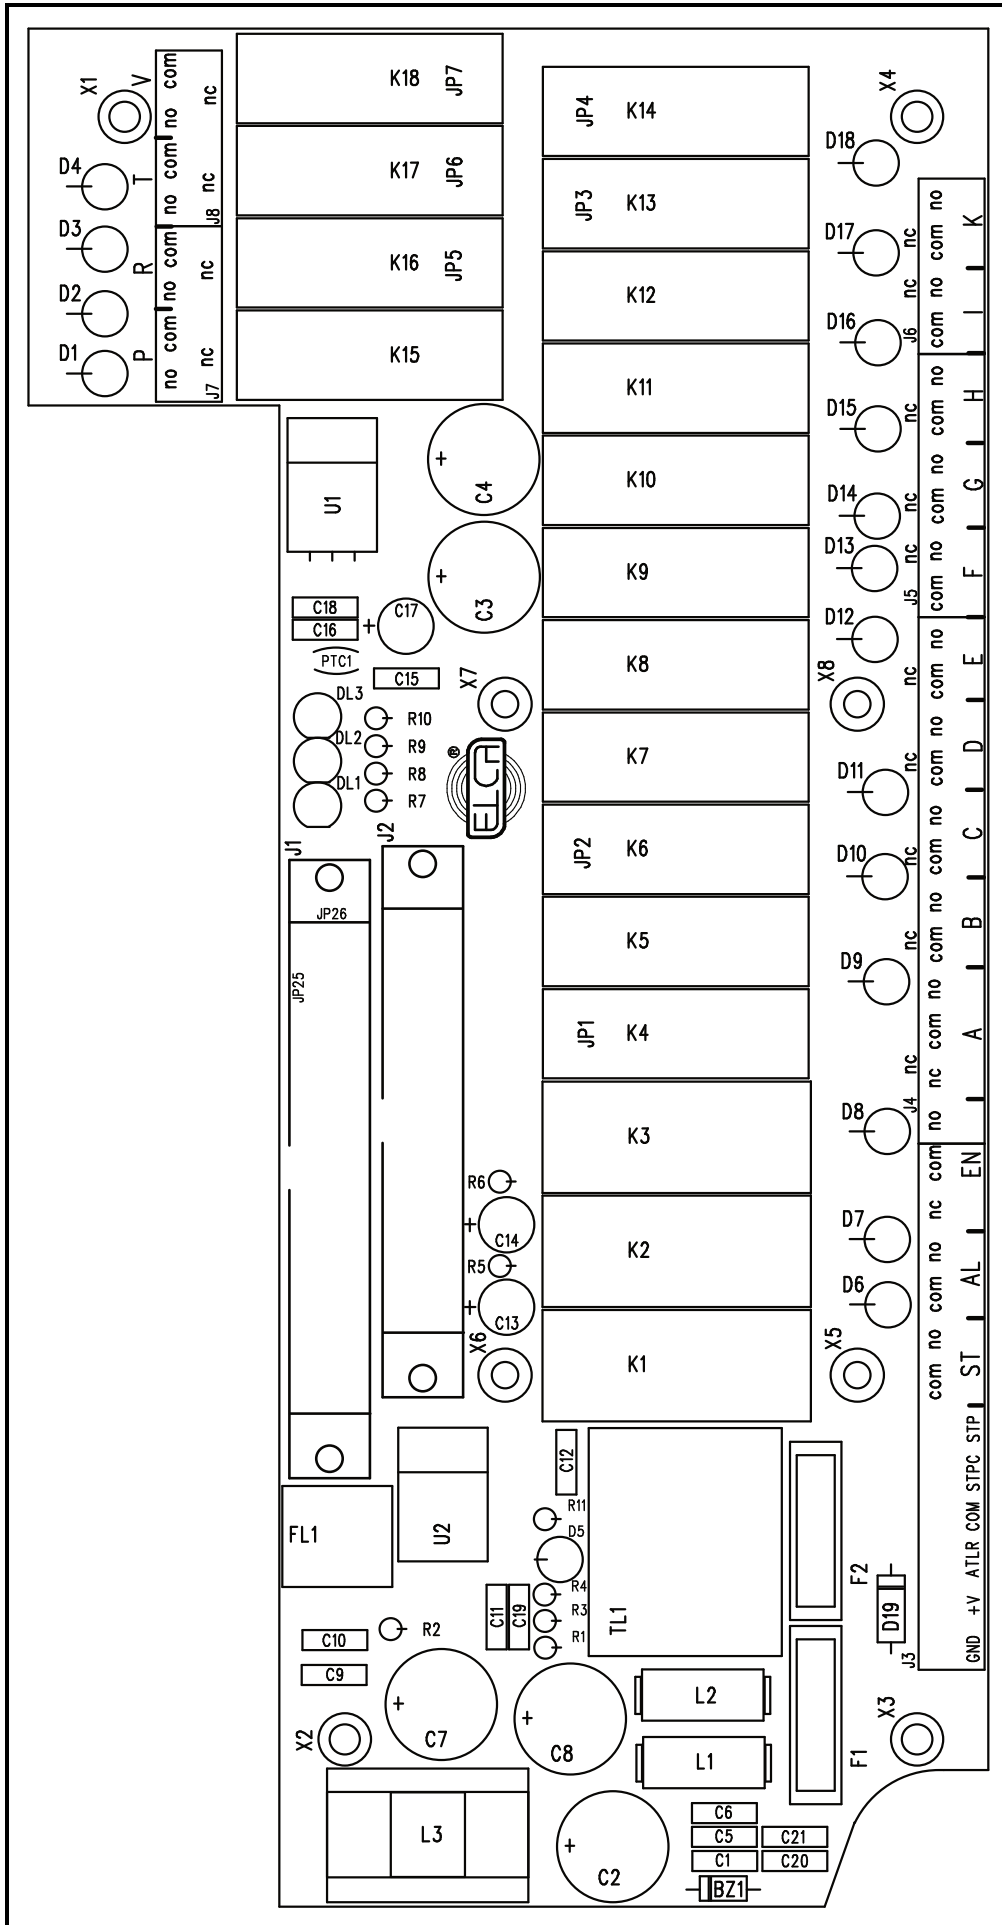 X1
V
com
no
nc
K18
JP7
D4
T
com
no
nc
J8
K17
JP6
D3
R
com
no
nc
K16
JP5
D2
D1
P
com
no
nc
J7
K15
JP4
K14
X4
D18
JP3
K13
no
com
K
nc
D17
K12
no
com
I
nc
D16
J6
K11
no
com
H
nc
D15
K10
no
com
G
nc
D14
U1
+
C4
+
C3
K9
D13
no
com
F
nc
J5
C18
C16
+
C17
D12
PTC1
C15
X7
K8
X8
no
com
E
nc
DL3
R10
DL2
R9
R8
DL1
R7
®
ELCA
K7
no
com
D
nc
D11
J1
J2
JP2
K6
no
com
C
nc
D10
JP26
JP25
K5
no
com
B
nc
D9
JP1
K4
no
com
A
nc
nc
J4
D8
no
K3
com
EN
nc
R6
+
C14
K2
D7
no
com
AL
R5
+
C13
D6
X6
K1
X5
no
com
ST
C12
U2
FL1
R11
D5
R4
R3
R1
C11
C19
TL1
F2
D19
GND +V ATLR COM STPC STP
J3
C10
R2
C9
X2
+
C7
+
C8
L2
L1
F1
X3
L3
+
C2
C6
C5
C21
C1
C20
BZ1